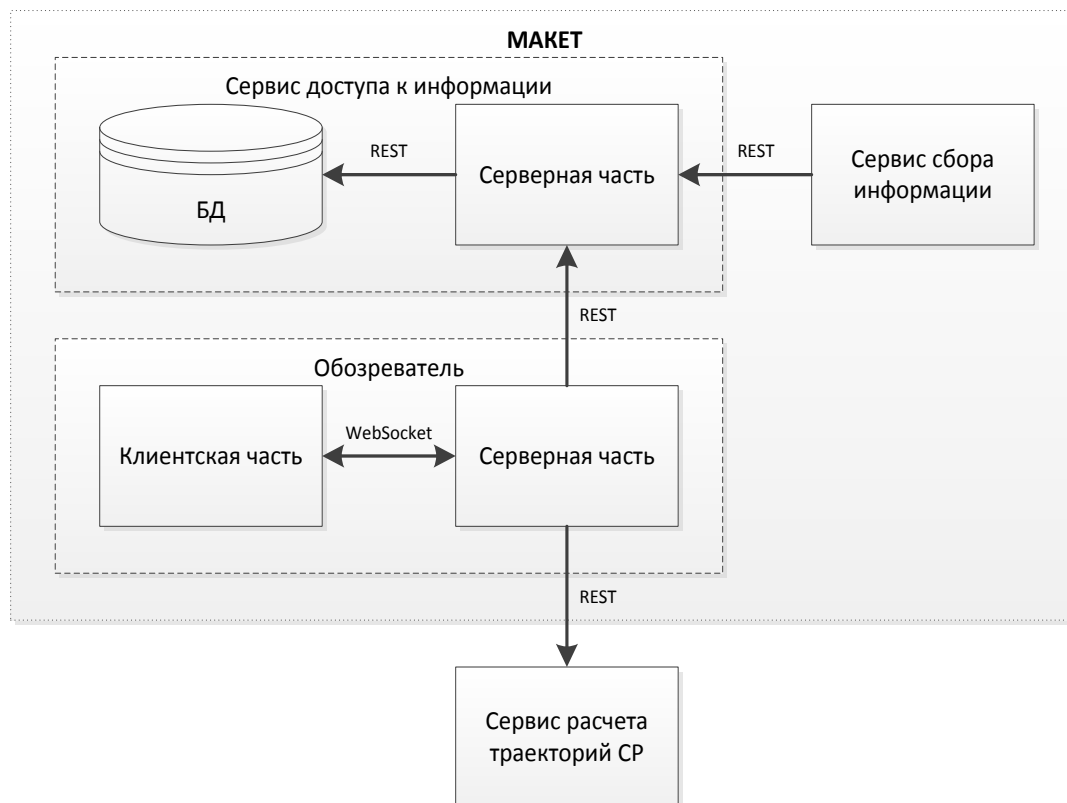 МАКЕТ
Сервис доступа к информации
REST
REST
Серверная часть
Сервис сбора
информации
БД
REST
Обозреватель
WebSocket
Клиентская часть
Серверная часть
REST
Сервис расчета
траекторий СР